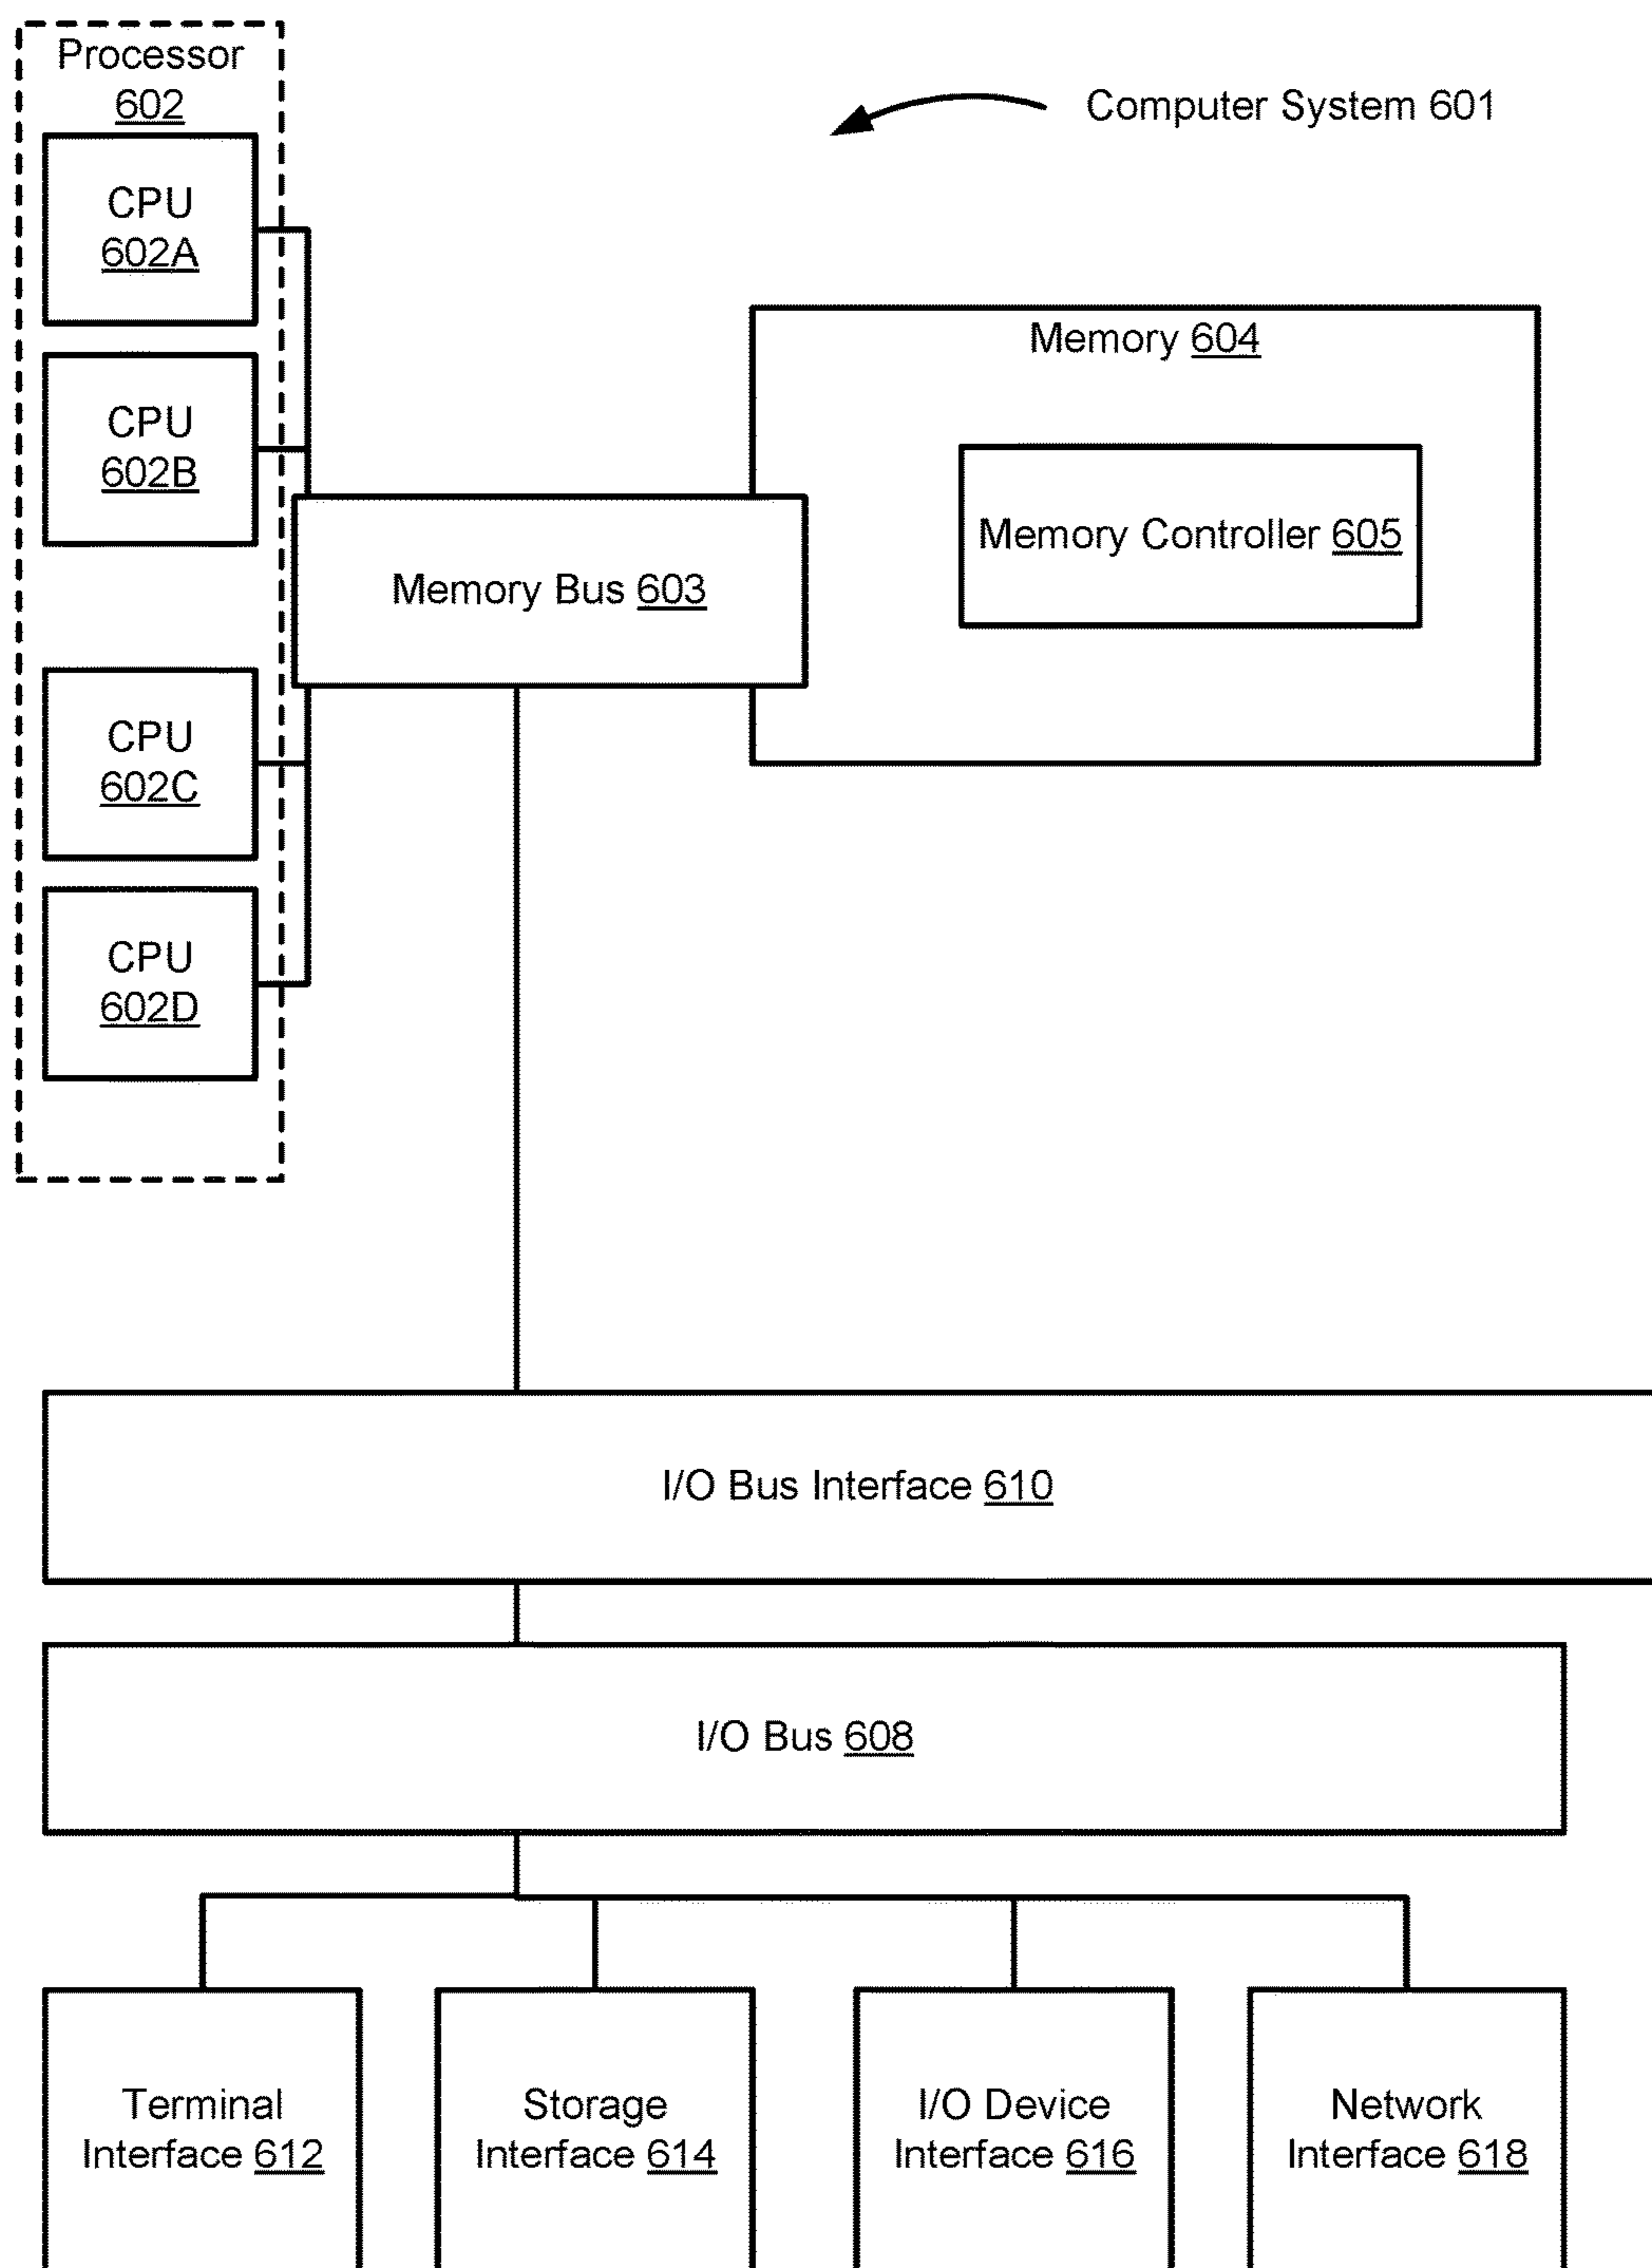 Processor
602
Computer System 601
CPU
602A
CPU
602B
Memory 604
Memory Controller 605
Memory Bus 603
CPU
602C
CPU
602D
I/O Bus Interface 610
I/O Bus 608
Terminal
Interface 612
Storage
Interface 614
I/O Device
Interface 616
Network
Interface 618